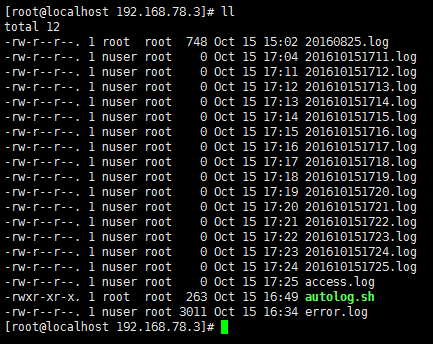 [root@localhost 192.168.78.3]# ll
total 12
-rw-r--r--. 1 root  root   748 Oct 15 15:02 20160825.log
-rw-r--r--. 1 nuser root     0 Oct 15 17:04 201610151711.log
-rw-r--r--. 1 nuser root     0 Oct 15 17:11 201610151712.log
-rw-r--r--. 1 nuser root     0 Oct 15 17:12 201610151713.log
-rw-r--r--. 1 nuser root     0 Oct 15 17:13 201610151714.log
-rw-r--r--. 1 nuser root     0 Oct 15 17:14 201610151715.log
-rw-r--r--. 1 nuser root     0 Oct 15 17:15 201610151716.log
-rw-r--r--. 1 nuser root     0 Oct 15 17:16 201610151717.log
-rw-r--r--. 1 nuser root     0 Oct 15 17:17 201610151718.log
-rw-r--r--. 1 nuser root     0 Oct 15 17:18 201610151719.log
-rw-r--r--. 1 nuser root     0 Oct 15 17:19 201610151720.log
-rw-r--r--. 1 nuser root     0 Oct 15 17:20 201610151721.log
-rw-r--r--. 1 nuser root     0 Oct 15 17:21 201610151722.log
-rw-r--r--. 1 nuser root     0 Oct 15 17:22 201610151723.log
-rw-r--r--. 1 nuser root     0 Oct 15 17:23 201610151724.log
-rw-r--r--. 1 nuser root     0 Oct 15 17:24 201610151725.log
-rw-r--r--. 1 nuser root     0 Oct 15 17:25 access.log
-rwxr-xr-x. 1 root  root   263 Oct 15 16:49 autolog.sh
-rw-r--r--. 1 nuser root  3011 Oct 15 16:34 error.log
[root@localhost 192.168.78.3]#